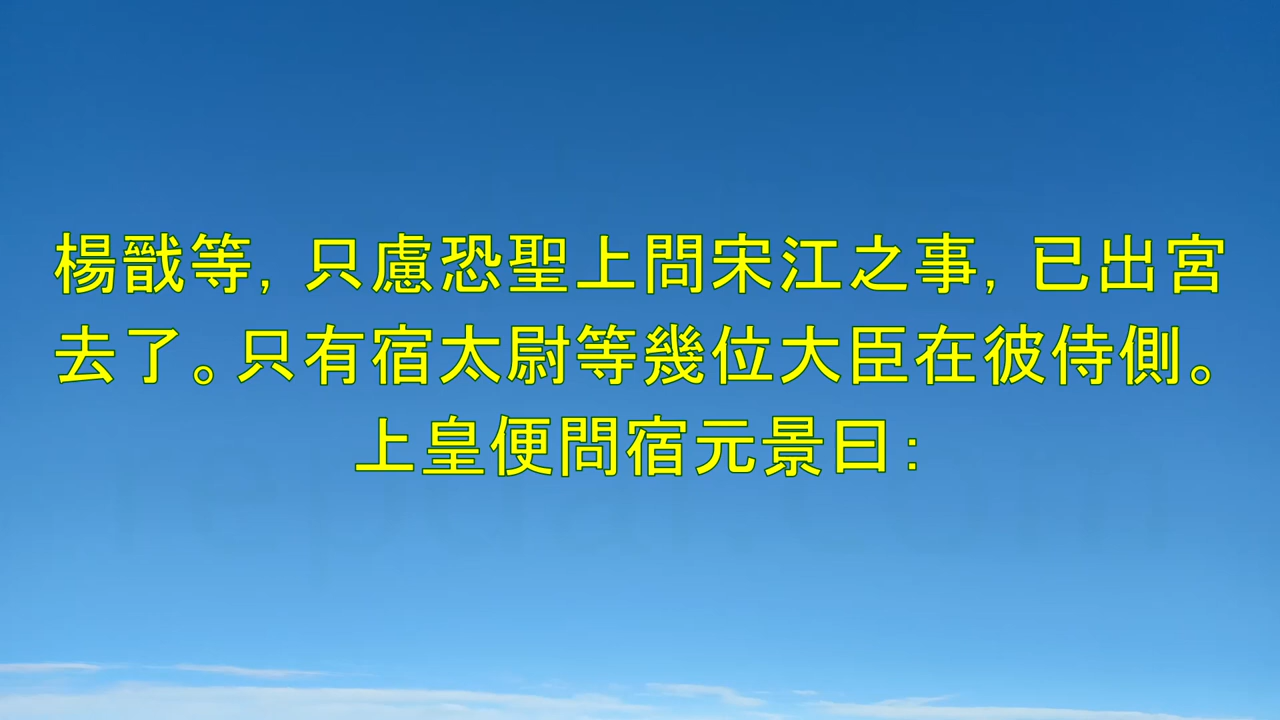 楊戩等，只慮恐聖上問宋江之事，已出宮
去了。只有宿太尉等幾位大臣在彼侍側。
上皇便問宿元景曰：